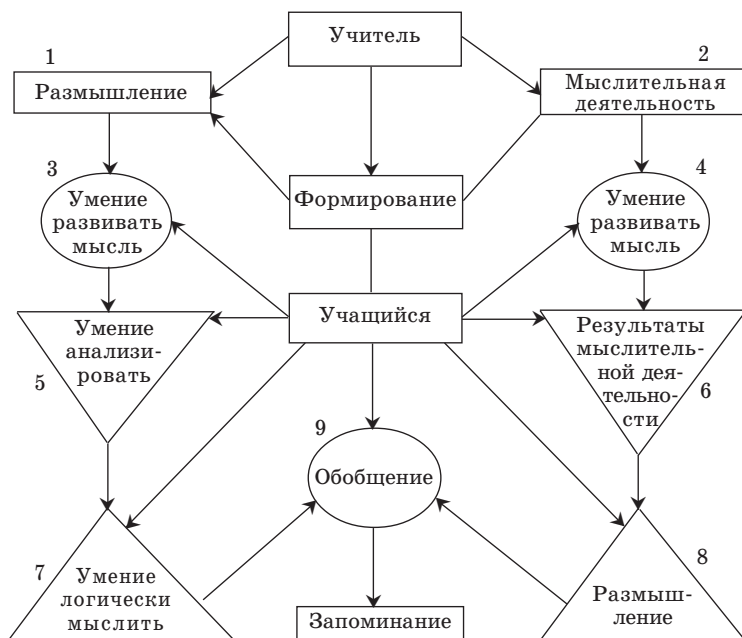 Учитель
1
2
Размышление
Мыслительная
деятельность
3
4
Умение
развивать
мысль
Формирование
Умение
развивать
мысль
Учащийся
Умение
анализи-
ровать
5
Результаты
мыслитель-
ной дея-
тельно-
сти
6
9
Обобщение
7
Умение
логически
мыслить
8
Размыш-
ление
Запоминание